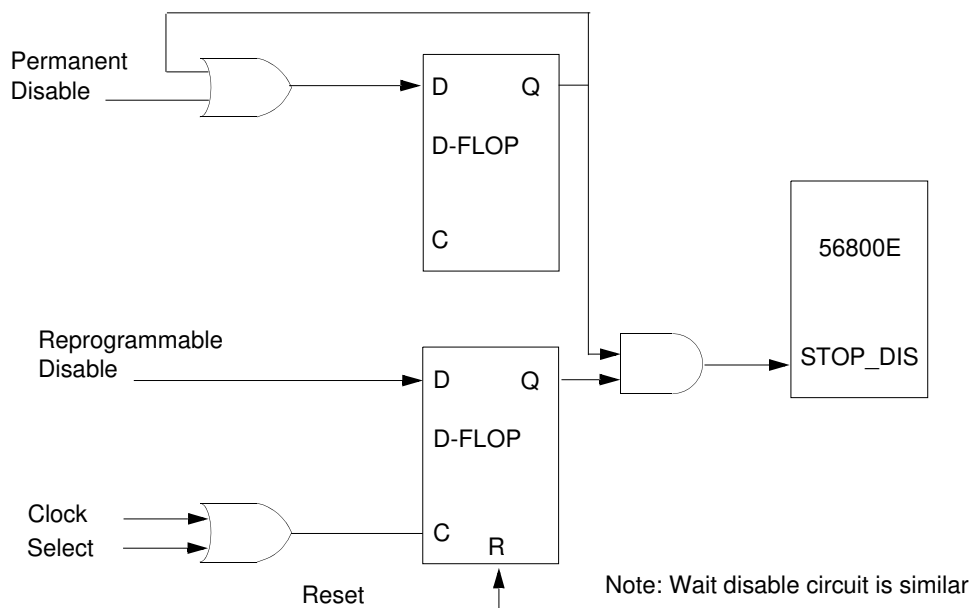 Permanent
Disable
D Q
D-FLOP
C
56800E
STOP_DIS
Reprogrammable
Disable
D Q
D-FLOP
C
R
Clock
Select
Reset
Note: Wait disable circuit is similar